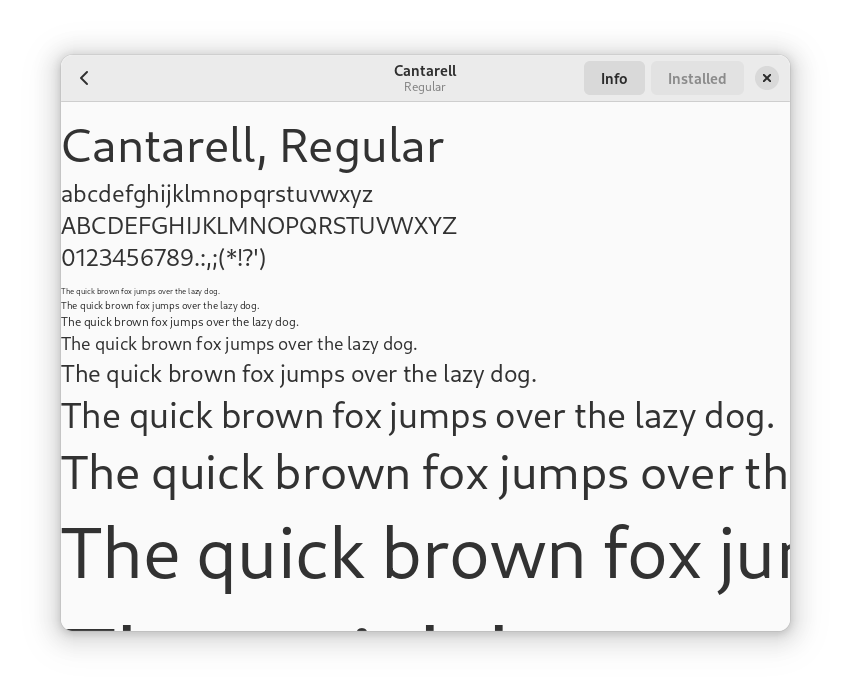 Cantarell
Regular
Info
Installed
Cantarell, Regular
abcdefghijklmnopqrstuvwxyz
ABCDEFGHIJKLMNOPQRSTUVWXYZ
0123456789.:,;(*!?')
The quick brown fox jumps over the lazy dog.
The quick brown fox jumps over the lazy dog.
The quick brown fox jumps over the lazy dog.
The quick brown fox jumps over the lazy dog.
The quick brown fox jumps over the lazy dog.
The quick brown fox jumps over the lazy dog.
The quick brown fox jumps over th
The quick brown fox jum